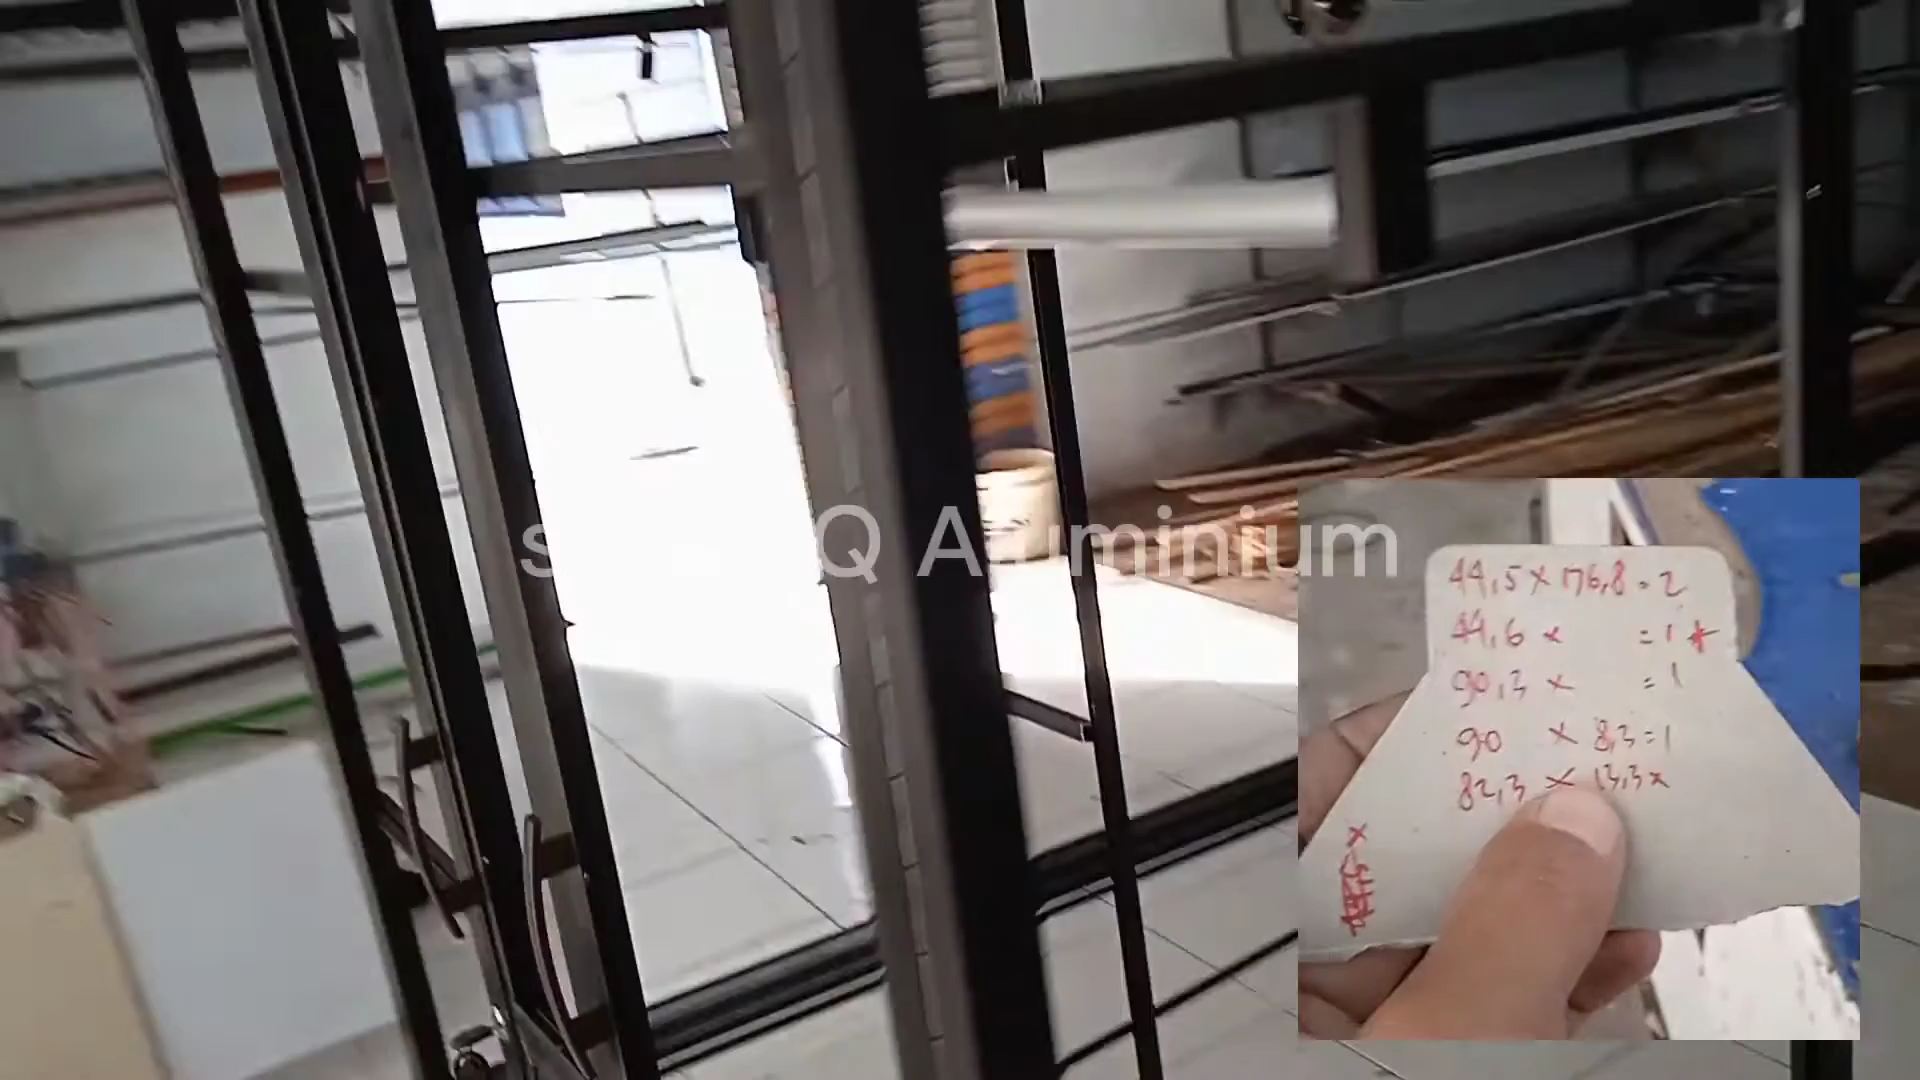 Q Aluminium
44,5 x 176,8 = 2
44,6 x = 1 *
90,3 x = 1
90 x 8,3 = 1
82,3 x 13,3 x